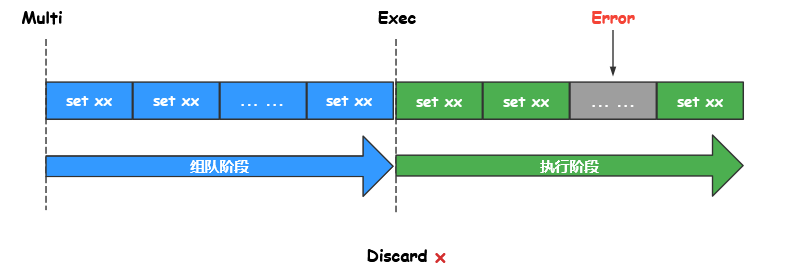 Multi Exec Error
set xx set xx ... ... set xx set xx set xx ... ... set xx
组队阶段 执行阶段
Discard ×